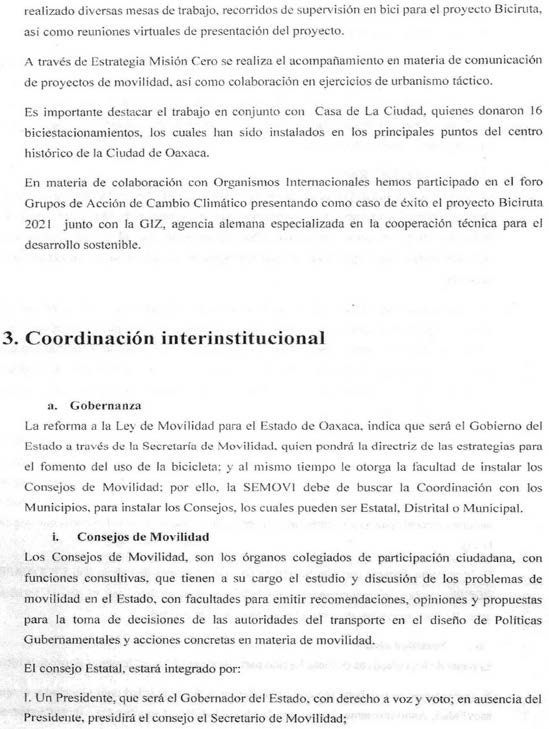 realizado diversas mesas de trabajo, recorridos de supervisión en bici para el proyecto Biciruta,
así como reuniones virtuales de presentación del proyecto.
A través de Estrategia Misión Cero se realiza el acompañamiento en materia de comunicación
de proyectos de movilidad, así como colaboración en ejercicios de urbanismo táctico.
Es importante destacar el trabajo en conjunto con Casa de La Ciudad, quienes donaron 16
biciestacionamientos, los cuales han sido instalados en los principales puntos del centro
histórico de la Ciudad de Oaxaca.
En materia de colaboración con Organismos Internacionales hemos participado en el foro
Grupos de Acción de Cambio Climático presentando como caso de éxito el proyecto Biciruta
2021 junto con la GIZ, agencia alemana especializada en la cooperación técnica para el
desarrollo sostenible.
3. Coordinación interinstitucional
a. Gobernanza
La reforma a la Ley de Movilidad para el Estado de Oaxaca, indica que será el Gobierno del
Estado a través de la Secretaría de Movilidad, quien pondrá la directriz de las estrategias para
el fomento del uso de la bicicleta; y al mismo tiempo le otorga la facultad de instalar los
Consejos de Movilidad; por ello, la SEMOVI debe de buscar la Coordinación con los
Municipios, para instalar los Consejos, los cuales pueden ser Estatal, Distrital o Municipal.
i. Consejos de Movilidad
Los Consejos de Movilidad, son los órganos colegiados de participación ciudadana, con
funciones consultivas, que tienen a su cargo el estudio y discusión de los problemas de
movilidad en el Estado, con facultades para emitir recomendaciones, opiniones y propuestas
para la toma de decisiones de las autoridades del transporte en el diseño de Políticas
Gubernamentales y acciones concretas en materia de movilidad.
El consejo Estatal, estará integrado por:
I. Un Presidente, que será el Gobernador del Estado, con derecho a voz y voto; en ausencia del
Presidente, presidirá el consejo el Secretario de Movilidad;